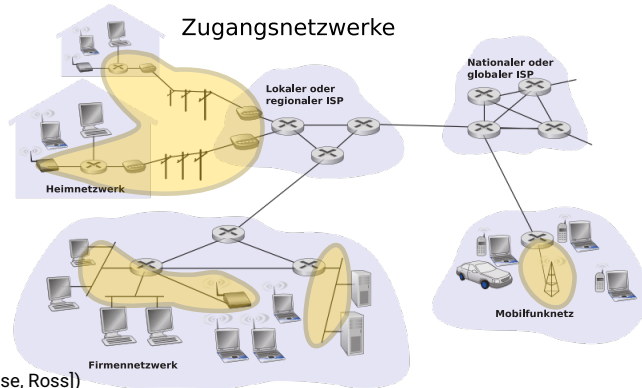 Zugangsnetzwerke
Nationaler oder
globaler ISP
Lokaler oder
regionaler ISP
Heimnetzwerk
Mobilfunknetz
Firmennetzwerk
se, Ross])